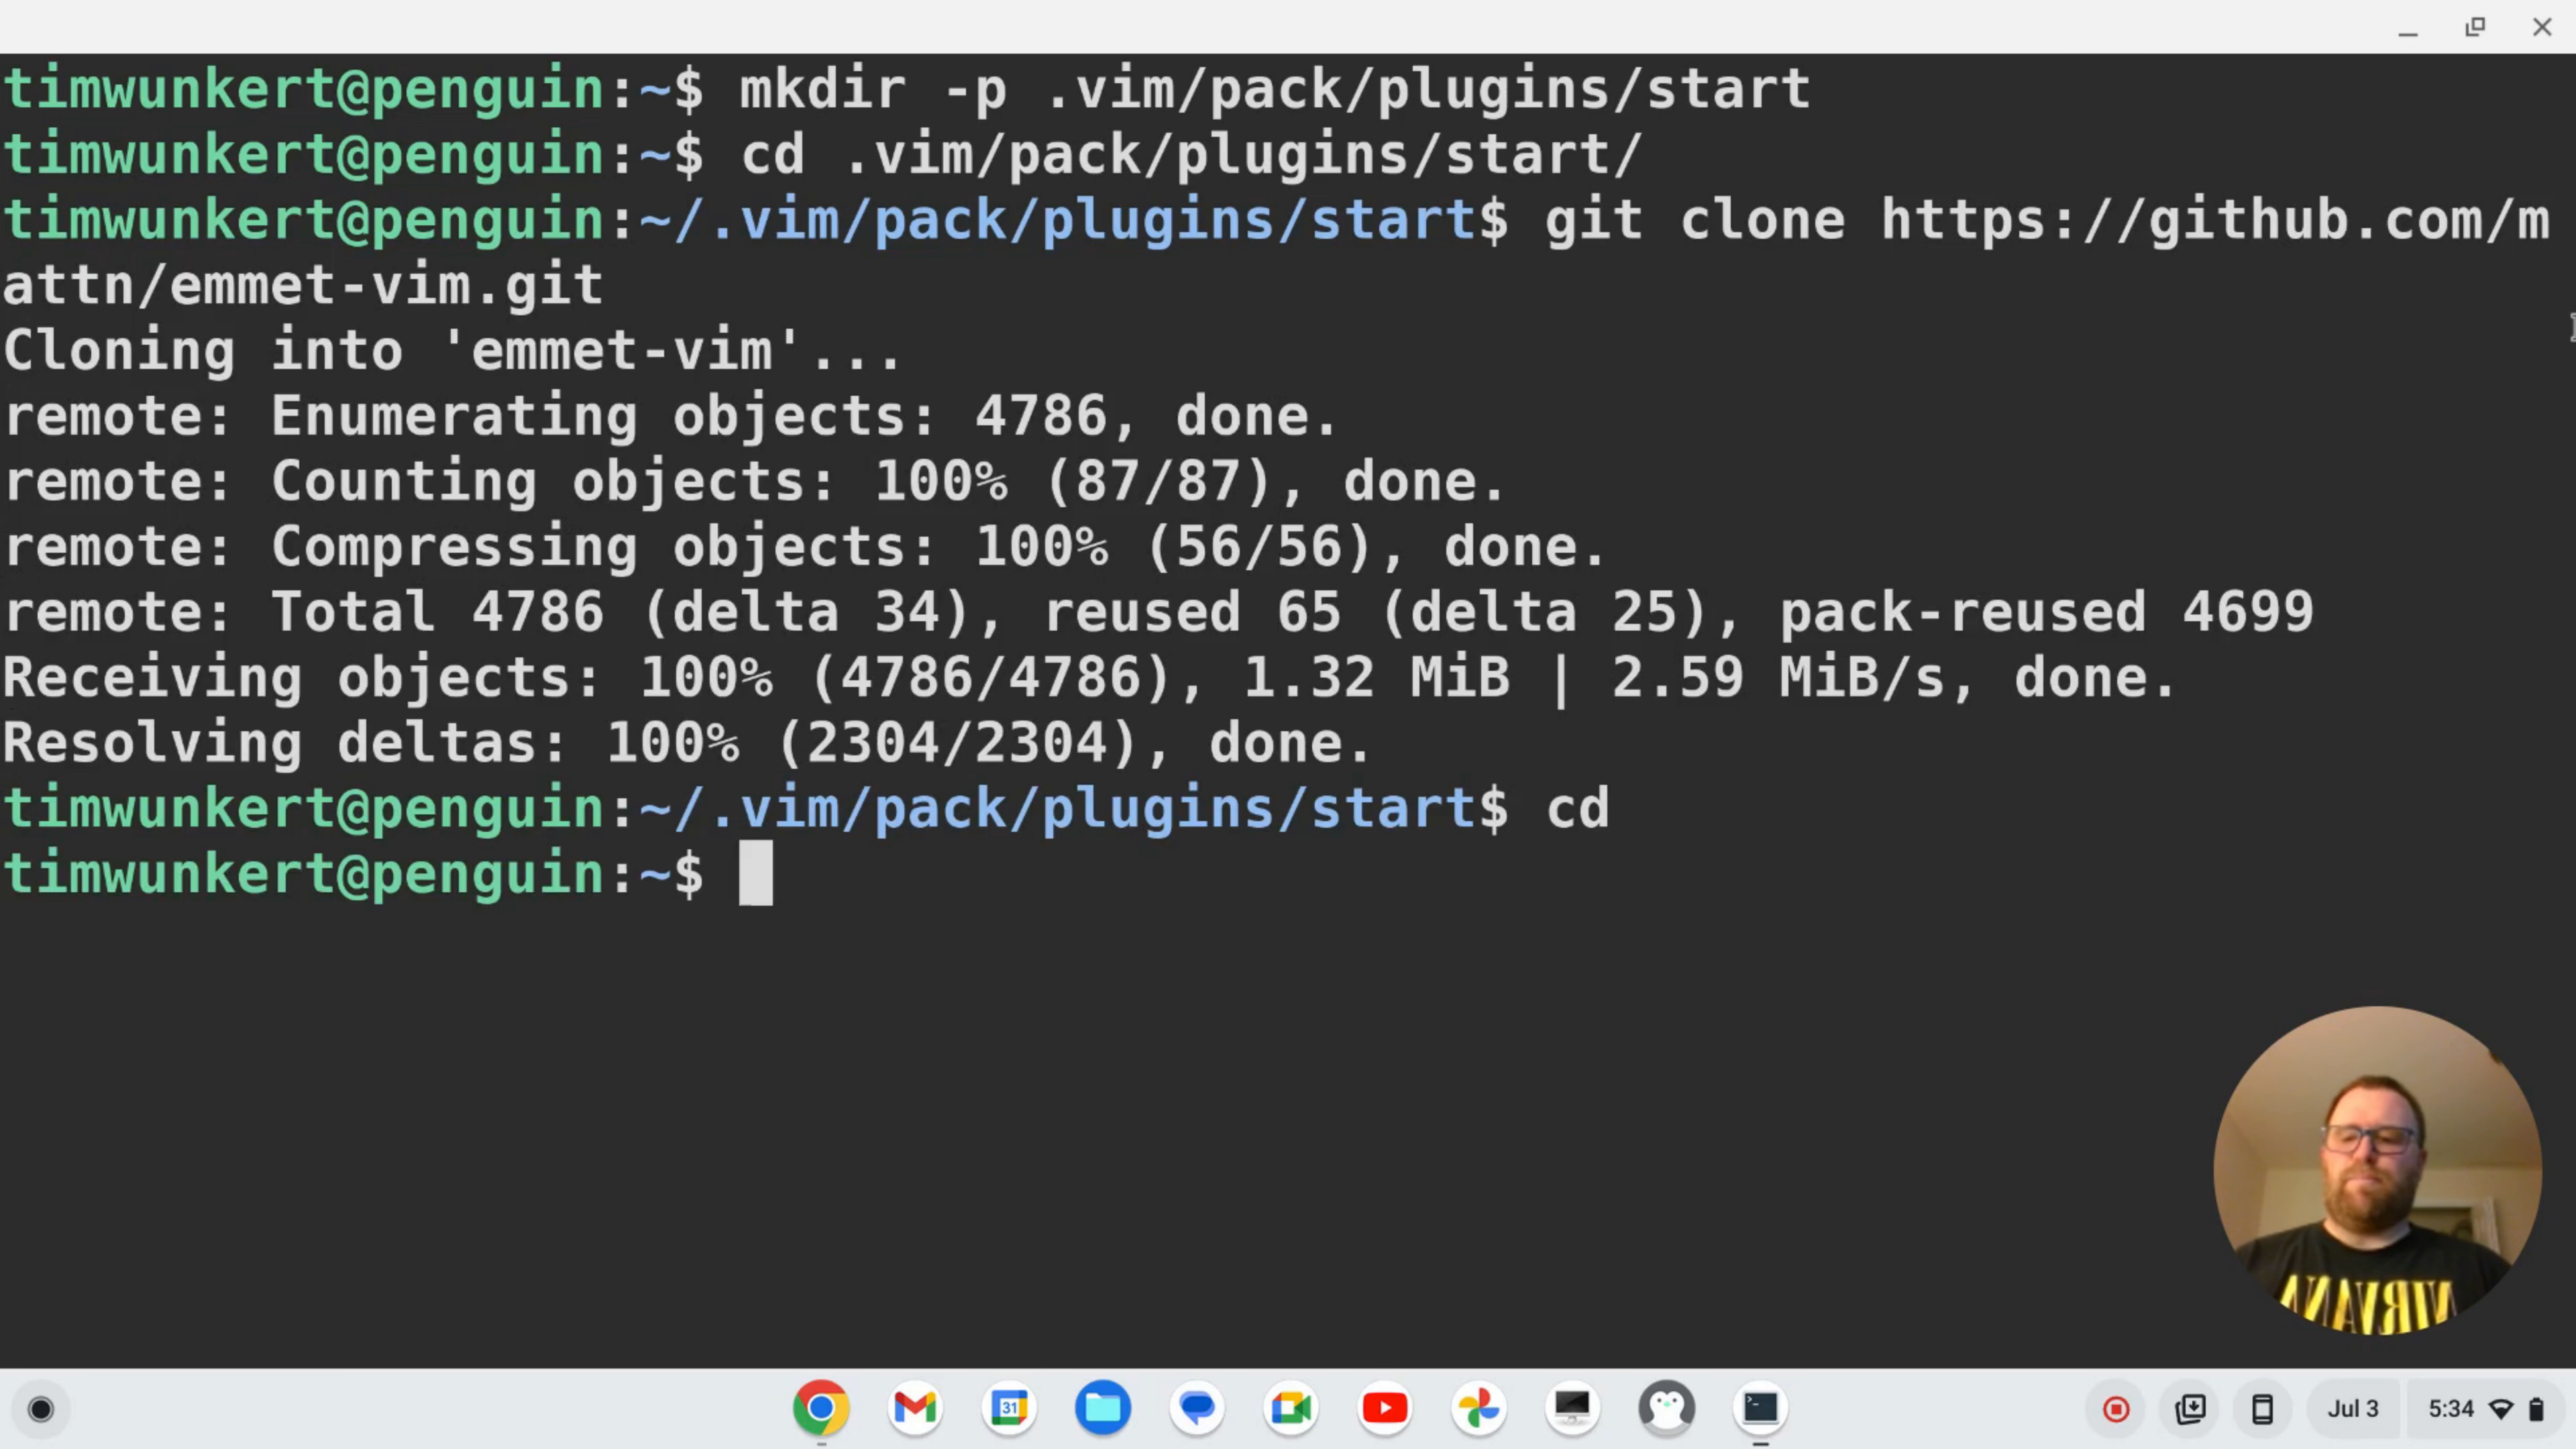 timwunkert@penguin:~$ mkdir -p .vim/pack/plugins/start
timwunkert@penguin:~$ cd .vim/pack/plugins/start/
timwunkert@penguin:~/.vim/pack/plugins/start$ git clone https://github.com/m
attn/emmet-vim.git
Cloning into 'emmet-vim'...
remote: Enumerating objects: 4786, done.
remote: Counting objects: 100% (87/87), done.
remote: Compressing objects: 100% (56/56), done.
remote: Total 4786 (delta 34), reused 65 (delta 25), pack-reused 4699
Receiving objects: 100% (4786/4786), 1.32 MiB | 2.59 MiB/s, done.
Resolving deltas: 100% (2304/2304), done.
timwunkert@penguin:~/.vim/pack/plugins/start$ cd
timwunkert@penguin:~$
NIRVANA
31
Jul 3
5:34